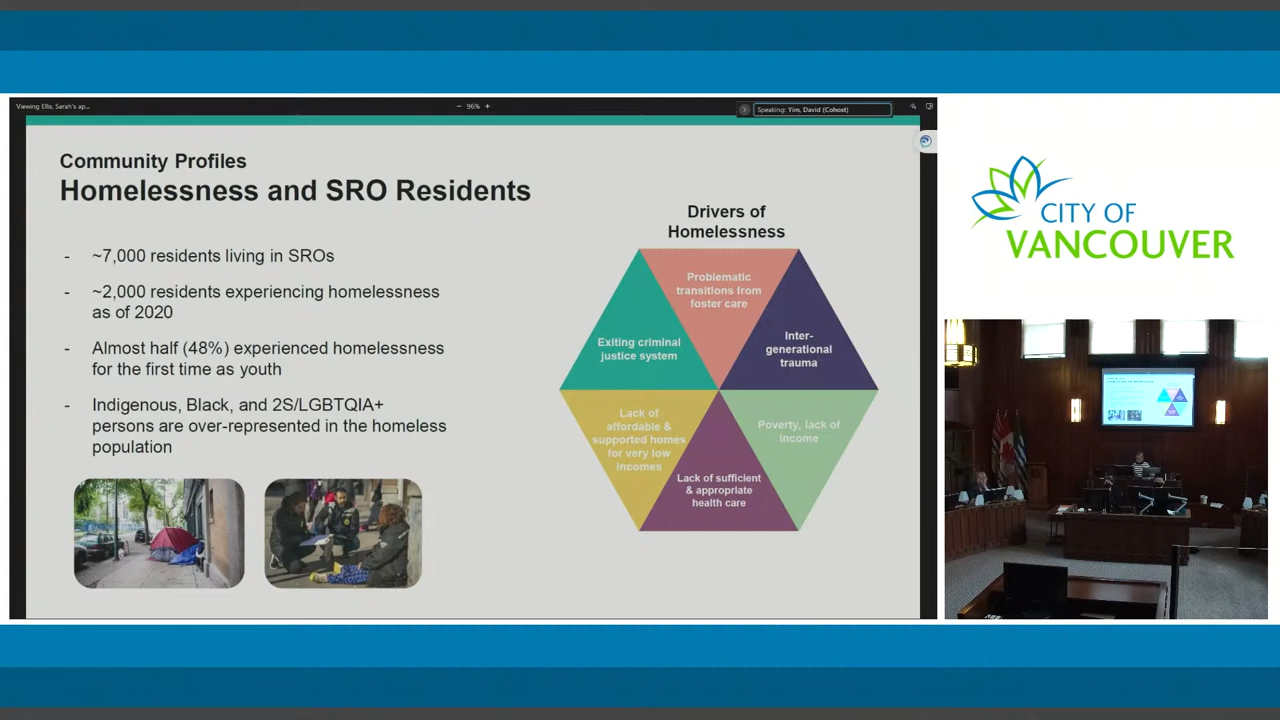 Viewing Ellis, Sarah's ap...
− 96% +
Speaking: Yim, David (Cohost)
Community Profiles
Homelessness and SRO Residents
- ~7,000 residents living in SROs
- ~2,000 residents experiencing homelessness
as of 2020
- Almost half (48%) experienced homelessness
for the first time as youth
- Indigenous, Black, and 2S/LGBTQIA+
persons are over-represented in the homeless
population
Drivers of
Homelessness
Problematic
transitions from
foster care
Exiting criminal
justice system
Inter-
generational
trauma
Lack of
affordable &
supported homes
for very low
incomes
Poverty, lack of
income
Lack of sufficient
& appropriate
health care
CITY OF
VANCOUVER